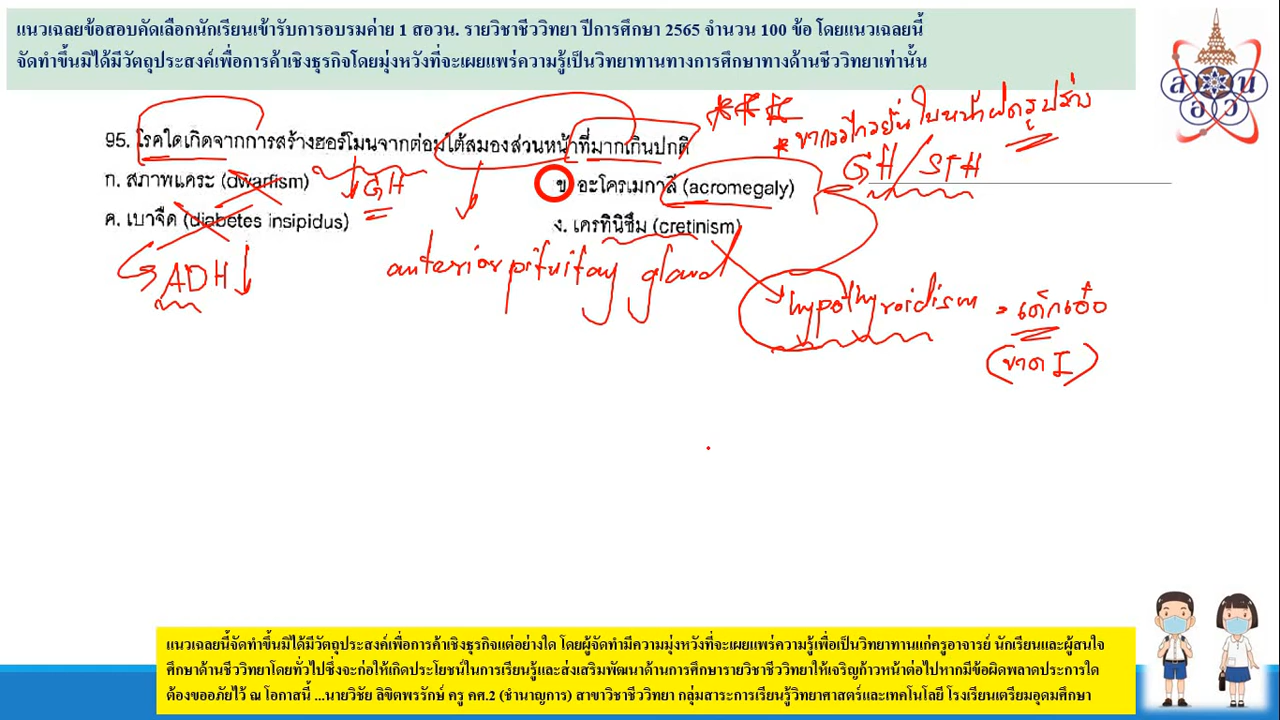 แนวเฉลยข้อสอบคัดเลือกนักเรียนเข้ารับการอบรมค่าย 1 สอวน. รายวิชาชีววิทยา ปีการศึกษา 2565 จำนวน 100 ข้อ โดยแนวเฉลยนี้
จัดทำขึ้นมิได้มีวัตถุประสงค์เพื่อการค้าเชิงธุรกิจโดยมุ่งหวังที่จะเผยแพร่ความรู้เป็นวิทยาทานทางการศึกษาทางด้านชีววิทยาเท่านั้น
ส อ ว น
*** 
* ขากรรไกรยื่น ใบหน้าผิดรูปร่าง
95. โรคใดเกิดจากการสร้างฮอร์โมนจากต่อมใต้สมองส่วนหน้าที่มากเกินปกติ
ก. สภาพแคระ (dwarfism) ↓GH ข. อะโครเมกาลี (acromegaly) GH/STH
ค. เบาจืด (diabetes insipidus) ง. เครทินิซึม (cretinism)
ADH↓ anterior pituitary gland
hypothyroidism = เด็กเอ๋อ
(ขาด I)
แนวเฉลยนี้จัดทำขึ้นมิได้มีวัตถุประสงค์เพื่อการค้าเชิงธุรกิจแต่อย่างใด โดยผู้จัดทำมีความมุ่งหวังที่จะเผยแพร่ความรู้เพื่อเป็นวิทยาทานแก่ครูอาจารย์ นักเรียนและผู้สนใจ
ศึกษาด้านชีววิทยาโดยทั่วไปซึ่งจะก่อให้เกิดประโยชน์ในการเรียนรู้และส่งเสริมพัฒนาด้านการศึกษารายวิชาชีววิทยาให้เจริญก้าวหน้าต่อไปหากมีข้อผิดพลาดประการใด
ต้องขออภัยไว้ ณ โอกาสนี้ ...นายวิชัย ลิขิตพรรักษ์ ครู คศ.2 (ชำนาญการ) สาขาวิชาชีววิทยา กลุ่มสาระการเรียนรู้วิทยาศาสตร์และเทคโนโลยี โรงเรียนเตรียมอุดมศึกษา